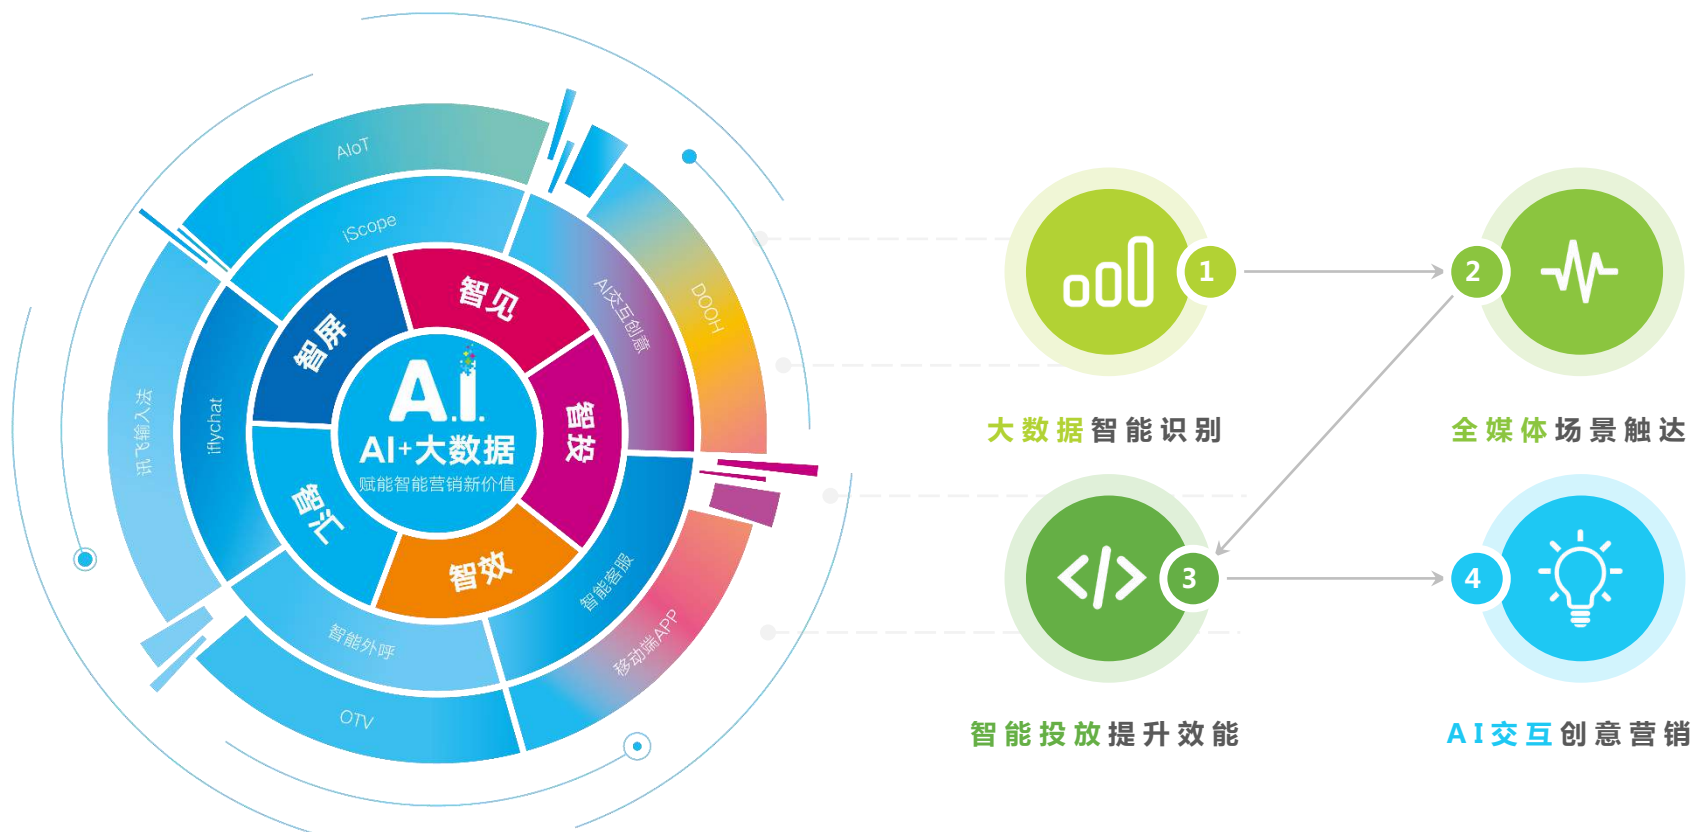 AIoT
iScope
智见
智屏
AI交互创意
DOOH
讯飞输入法
iflychat
A.I.
AI+大数据
赋能智能营销新价值
智投
智汇
智效
智能客服
智能外呼
移动端APP
OTV
1
大数据智能识别
2
全媒体场景触达
3
智能投放提升效能
4
AI交互创意营销